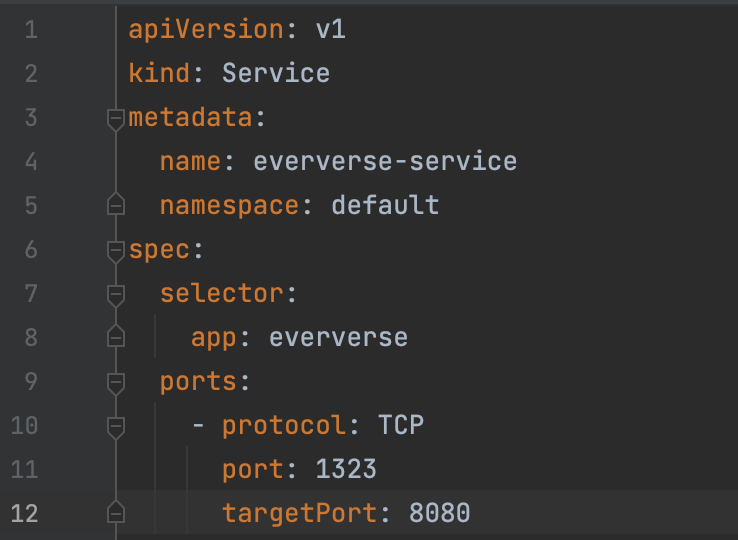 1 apiVersion: v1
2 kind: Service
3 metadata:
4   name: eververse-service
5   namespace: default
6 spec:
7   selector:
8     app: eververse
9   ports:
10     - protocol: TCP
11       port: 1323
12       targetPort: 8080